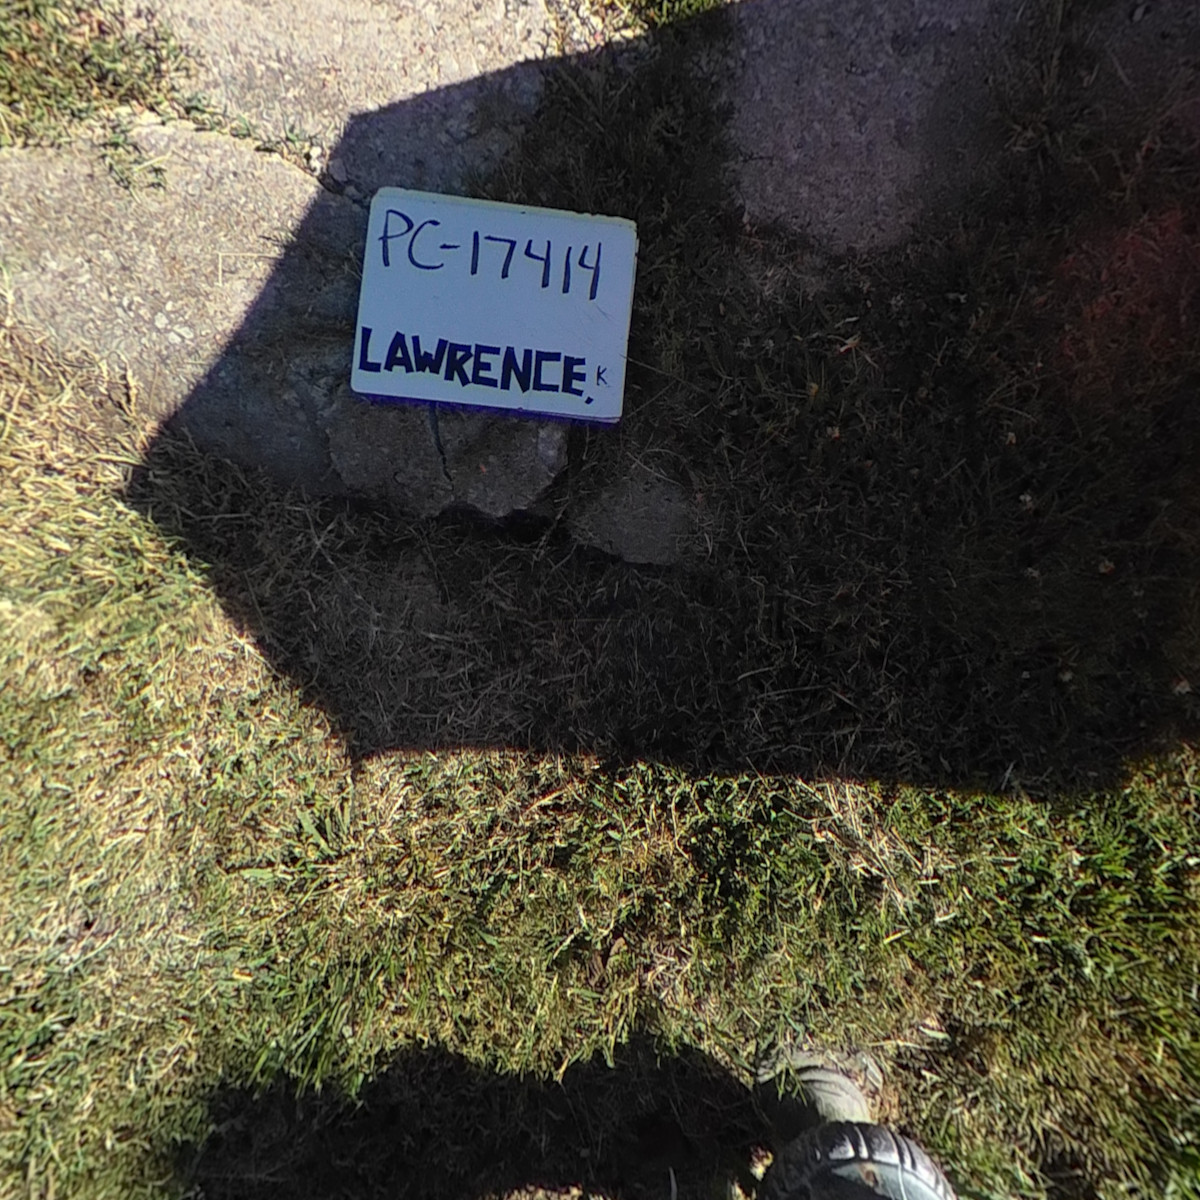 PC-17414
LAWRENCE, K